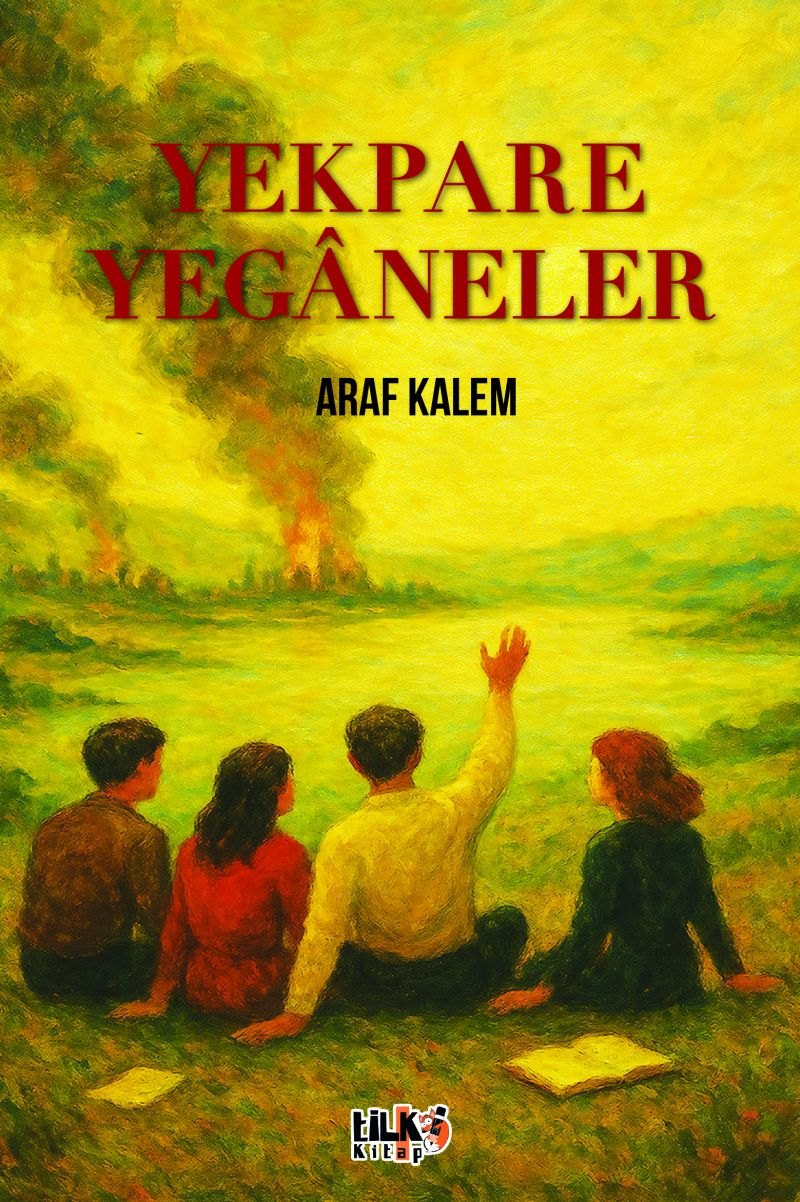 YEKPARE
YEGÂNELER
ARAF KALEM
tiLKi
Kitap